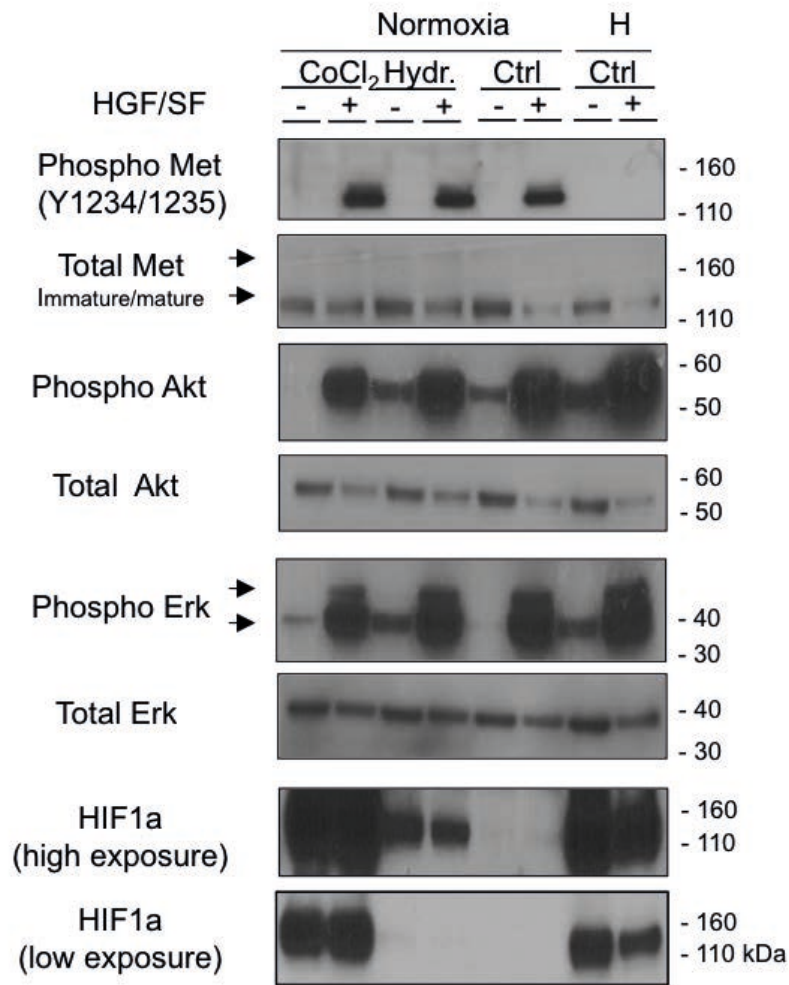 Normoxia H
CoCl2 Hydr. Ctrl Ctrl
HGF/SF - + - + - + - +
Phospho Met
(Y1234/1235)
- 160
- 110
Total Met
Immature/mature
- 160
- 110
Phospho Akt
- 60
- 50
Total Akt
- 60
- 50
Phospho Erk
- 40
- 30
Total Erk
- 40
- 30
HIF1a
(high exposure)
- 160
- 110
HIF1a
(low exposure)
- 160
- 110 kDa